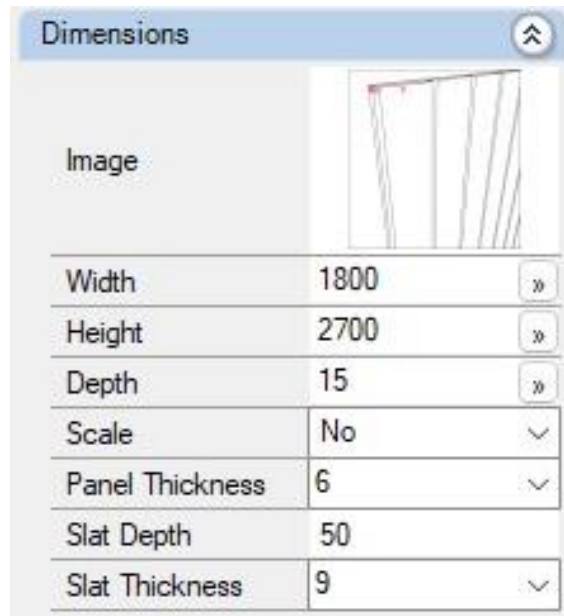 Dimensions
Image
Width 1800 »
Height 2700 »
Depth 15 »
Scale No
Panel Thickness 6
Slat Depth 50
Slat Thickness 9